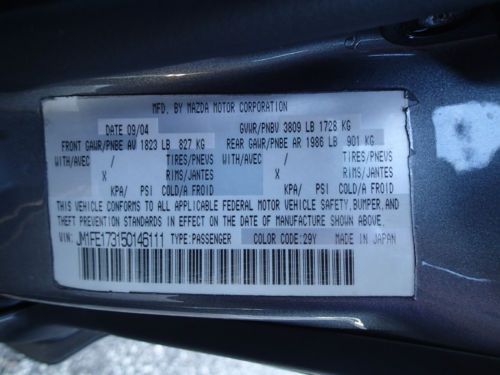 MFD. BY MAZDA MOTOR CORPORATION
DATE 09/04 GVWR/PNBV 3809 LB 1728 KG
FRONT GAWR/PNBE AV 1823 LB 827 KG REAR GAWR/PNBE AR 1986 LB 901 KG
WITH/AVEC / TIRES/PNEUS WITH/AVEC / TIRES/PNEUS
X RIMS/JANTES X RIMS/JANTES
KPA/ PSI COLD/A FROID KPA/ PSI COLD/A FROID
THIS VEHICLE CONFORMS TO ALL APPLICABLE FEDERAL MOTOR VEHICLE SAFETY, BUMPER, AND
THEFT PREVENTION STANDARDS IN EFFECT ON THE DATE OF MANUFACTURE SHOWN ABOVE.
VIN: JM1FE173150146111 TYPE:PASSENGER COLOR CODE:29Y MADE IN JAPAN